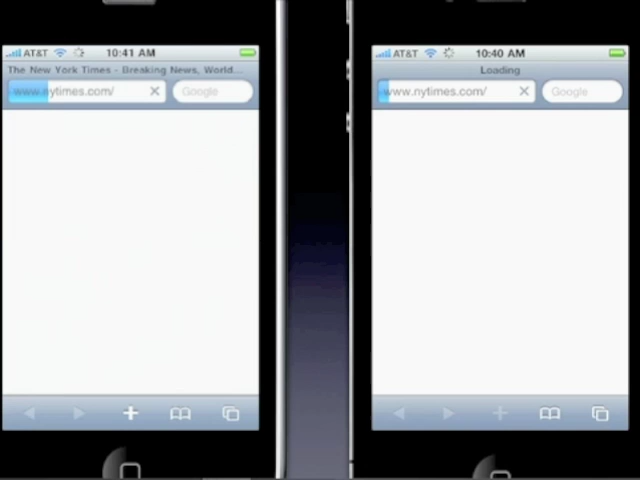 AT&T 10:41 AM
The New York Times - Breaking News, World...
www.nytimes.com/
Google
AT&T 10:40 AM
Loading
www.nytimes.com/
Google